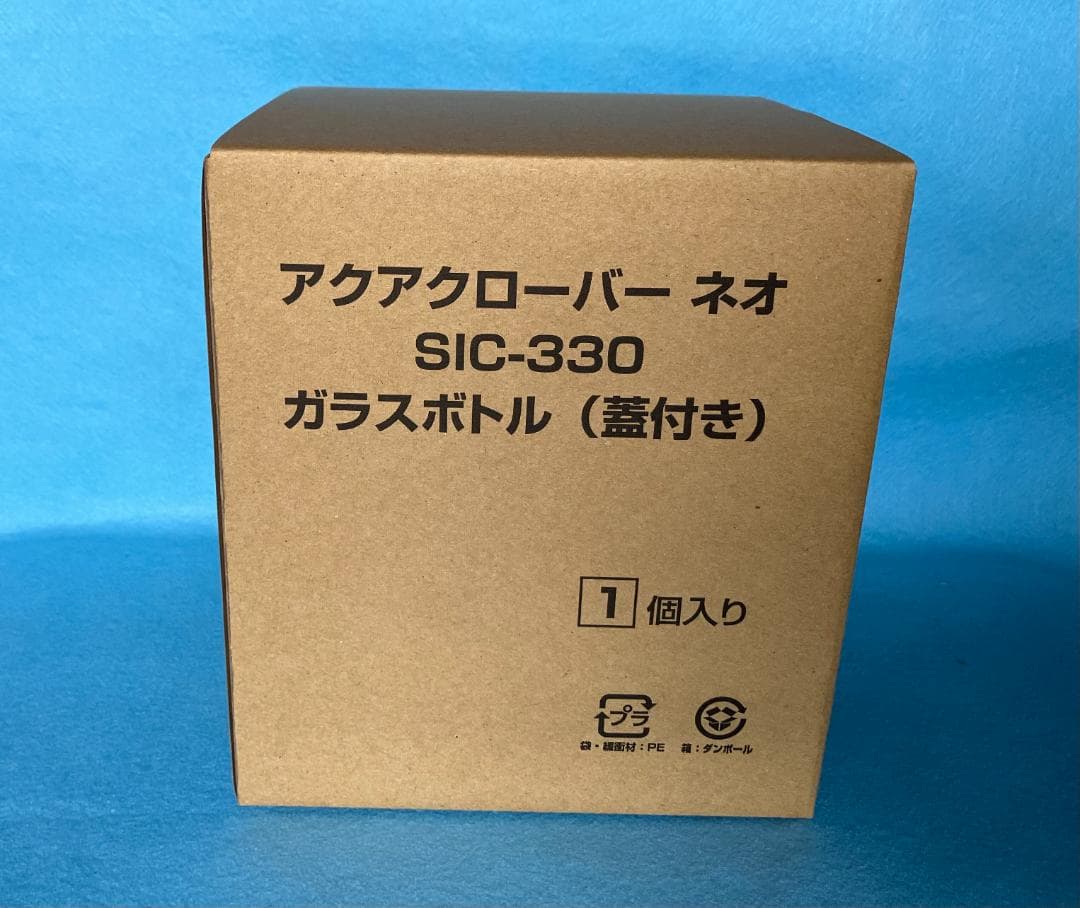 アクアクローバー ネオ
SIC-330
ガラスボトル（蓋付き）
1 個入り
プラ
袋・緩衝材：PE 箱：ダンボール